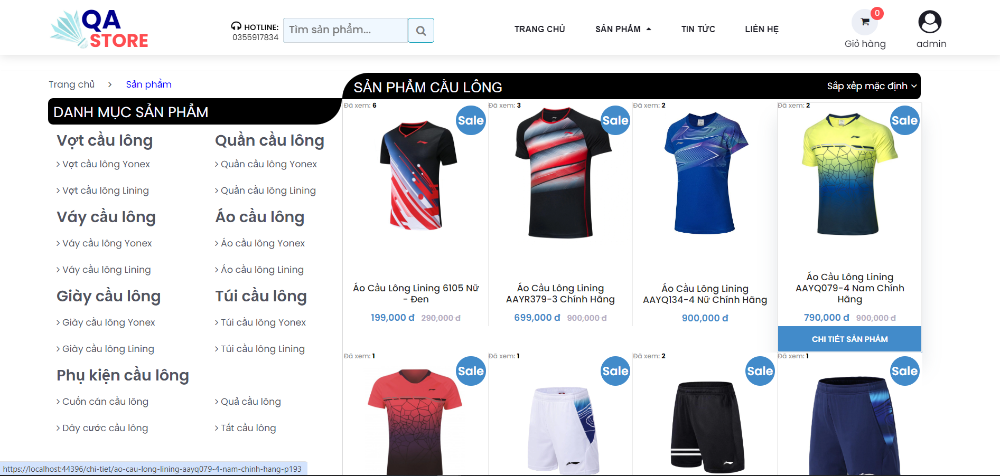 QA
STORE
HOTLINE:
0355917834
Tìm sản phẩm...
TRANG CHỦ
SẢN PHẨM
TIN TỨC
LIÊN HỆ
0
Giỏ hàng
admin
Trang chủ > Sản phẩm
DANH MỤC SẢN PHẨM
Vợt cầu lông
> Vợt cầu lông Yonex
> Vợt cầu lông Lining
Quần cầu lông
> Quần cầu lông Yonex
> Quần cầu lông Lining
Váy cầu lông
> Váy cầu lông Yonex
> Váy cầu lông Lining
Áo cầu lông
> Áo cầu lông Yonex
> Áo cầu lông Lining
Giày cầu lông
> Giày cầu lông Yonex
> Giày cầu lông Lining
Túi cầu lông
> Túi cầu lông Yonex
> Túi cầu lông Lining
Phụ kiện cầu lông
> Cuốn cán cầu lông
> Quả cầu lông
> Dây cước cầu lông
> Tất cầu lông
SẢN PHẨM CẦU LÔNG
Sắp xếp mặc định
Đã xem: 6
Sale
Áo Cầu Lông Lining 6105 Nữ
- Đen
199,000 đ 290,000 đ
Đã xem: 3
Sale
Áo Cầu Lông Lining
AAYR379-3 Chính Hãng
699,000 đ 900,000 đ
Đã xem: 2
Áo Cầu Lông Lining
AAYQ134-4 Nữ Chính Hãng
900,000 đ
Đã xem: 2
Sale
Áo Cầu Lông Lining
AAYQ079-4 Nam Chính
Hãng
790,000 đ 900,000 đ
CHI TIẾT SẢN PHẨM
Đã xem: 1
Sale
Đã xem: 1
Sale
Đã xem: 2
Sale
Đã xem: 1
Sale
https://localhost:44396/chi-tiet/ao-cau-long-lining-aayq079-4-nam-chinh-hang-p193